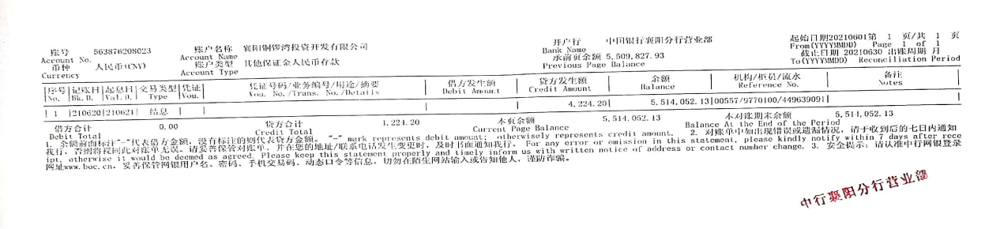 账号 563876208023 账户名称 襄阳铜锣湾投资开发有限公司 开户行 中国银行襄阳分行营业部 起始日期20210601第 1 页/共 1 页
Account No. Account Name Bank Name From(YYYYMMDD) Page 1 of 1
币种 人民币(CNY) 账户类型 其他保证金人民币存款 承前页余额 5,509,827.93 截止日期 20210630 出账周期 月
Currency Account Type Previous Page Balance To(YYYYMMDD) Reconciliation Period
序号 记账日 起息日 交易类型 凭证 凭证号码/业务编号/用途/摘要 借方发生额 贷方发生额 余额 机构/柜员/流水 备注
No. Bk.D. Val.D. Type Vou. Vou. No./Trans. No./Details Debit Amount Credit Amount Balance Reference No. Notes
1 210620 210621 结息 4,224.20 5,514,052.13 00557/9770100/449639091
借方合计 0.00 贷方合计 4,224.20 本页余额 5,514,052.13 本对账期末余额 5,514,052.13
Debit Total Credit Total Current Page Balance Balance At the End of the Period
1. 余额前面标注"-"代表借方金额，没有标注的则代表贷方金额。 "-" mark represents debit amount; otherwisely represents credit amount. 2. 对账单中如出现错误或遗漏情况，请于收到后的七日内通知
我行，否则将视同此对账单无误。请妥善保管对账单，并在您的地址/联系电话发生变更时，及时书面通知我行。 For any error or omission in this statement, please kindly notify within 7 days after rece
ipt, otherwise it would be deemed as agreed. Please keep this statement properly and timely inform us with written notice of address or contact number change. 3. 安全提示：请认准中行网银登录
网址www.boc.cn，妥善保管网银用户名、密码、手机交易码、动态口令等信息，切勿在陌生网站输入或告知他人，谨防诈骗。
中行襄阳分行营业部